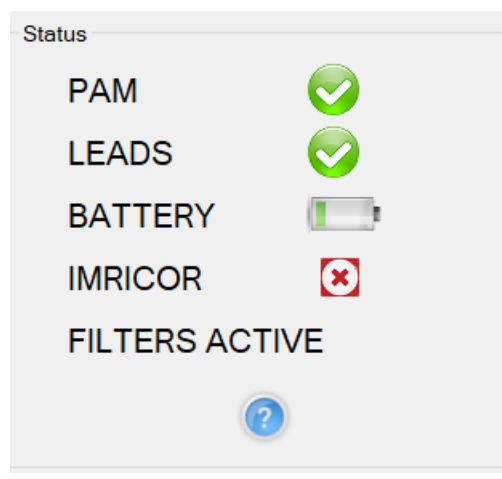 Status
PAM
LEADS
BATTERY
IMRICOR
FILTERS ACTIVE
?